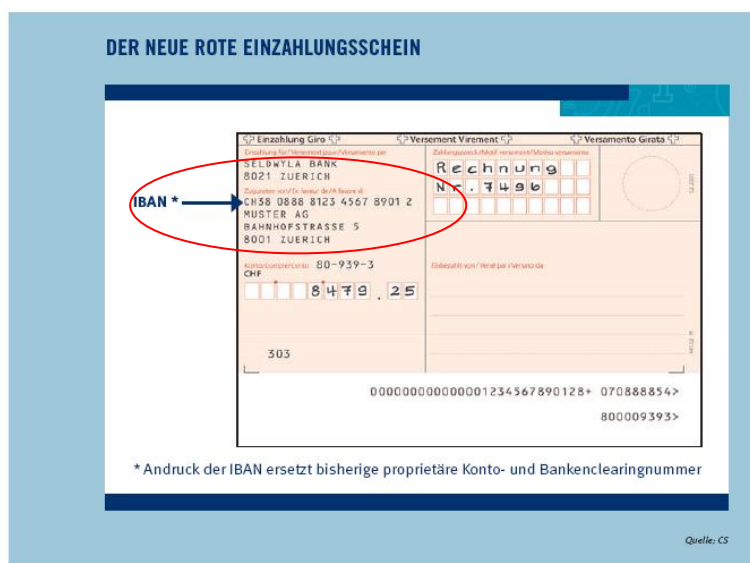 DER NEUE ROTE EINZAHLUNGSSCHEIN
Einzahlung Giro
Versement Virement
Versamento Girata
Einzahlung für/Versement pour/Versamento per
SELDWYLA BANK
8021 ZUERICH
Zahlungszweck/Motif versement/Motivo versamento
Rechnung
Nr. 7496
Zugunsten von/En faveur de/A favore di
IBAN *
CH38 0888 8123 4567 8901 2
MUSTER AG
BAHNHOFSTRASSE 5
8001 ZUERICH
Konto/Compte/Conto 80-939-3
CHF
8479.25
Einbezahlt von/Versé par/Versato da
303
00000000000001234567890128+ 070888854>
800009393>
* Andruck der IBAN ersetzt bisherige proprietäre Konto- und Bankenclearingnummer
Quelle: CS